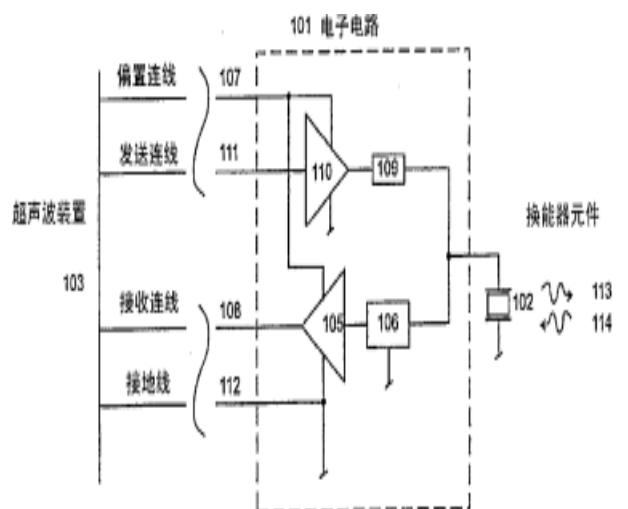 101 电子电路
偏置连线 107
发送连线 111
110
109
超声波装置
换能器元件
103
接收连线 108
105
106
102
113
114
接地线 112